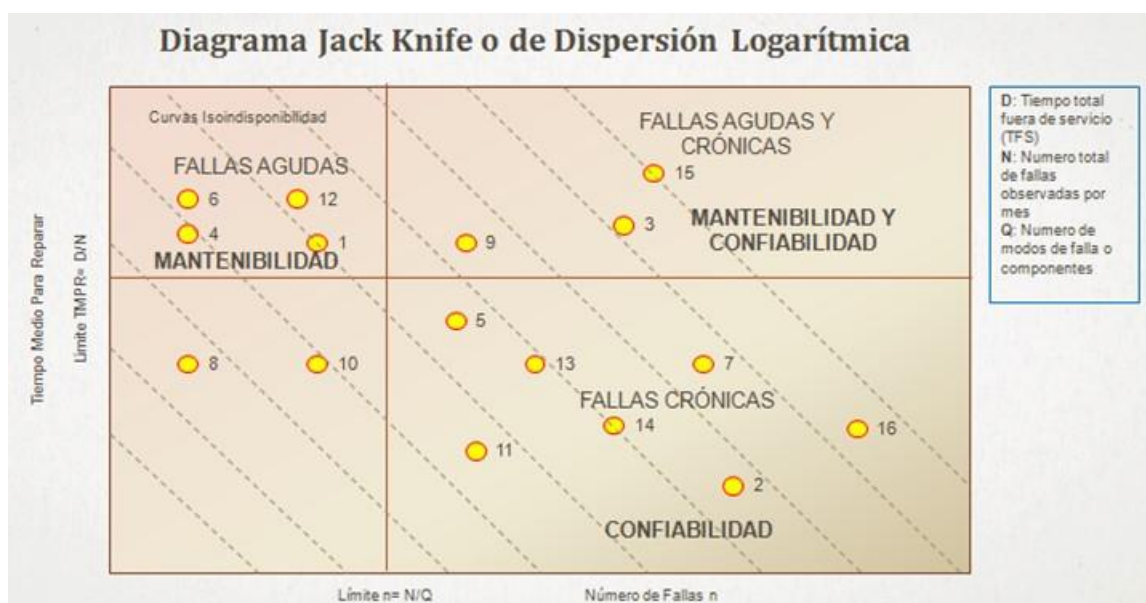 Diagrama Jack Knife o de Dispersión Logarítmica
Curvas Isoindisponibilidad
FALLAS AGUDAS
FALLAS AGUDAS Y
CRÓNICAS
15
6
12
3
MANTENIBILIDAD Y
CONFIABILIDAD
4
1
9
MANTENIBILIDAD
5
8
10
13
7
FALLAS CRÓNICAS
14
16
11
2
CONFIABILIDAD
Tiempo Medio Para Reparar
Límite TMPR= D/N
Límite n= N/Q
Número de Fallas n
D: Tiempo total
fuera de servicio
(TFS)
N: Numero total
de fallas
observadas por
mes
Q: Numero de
modos de falla o
componentes